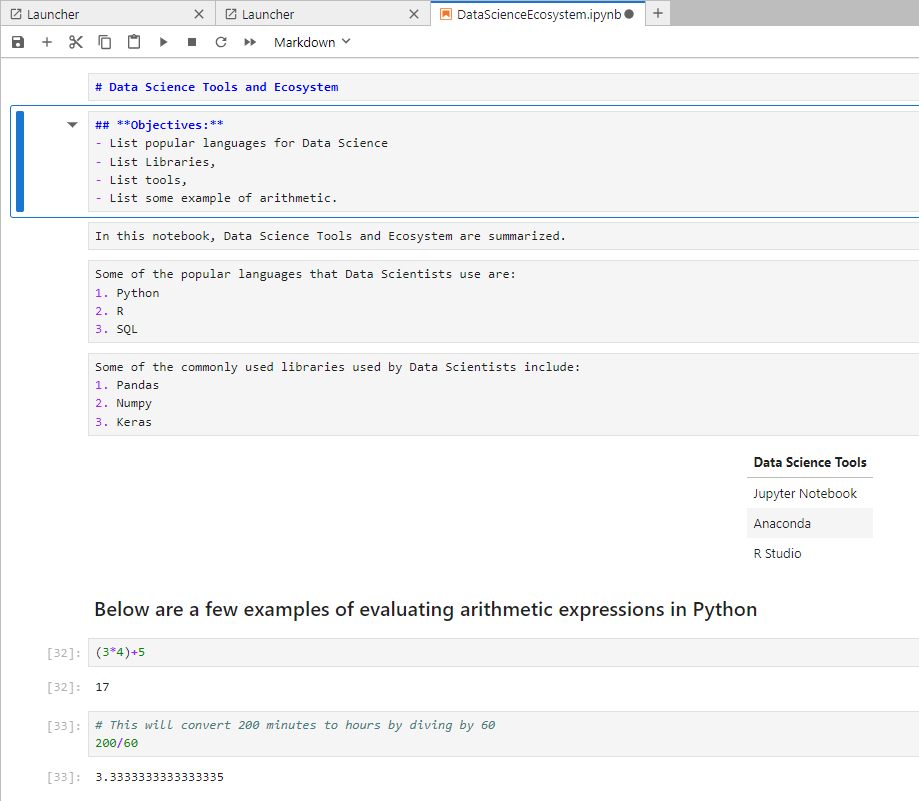 Launcher
Launcher
DataScienceEcosystem.ipynb
Markdown
# Data Science Tools and Ecosystem
## **Objectives:**
- List popular languages for Data Science
- List Libraries,
- List tools,
- List some example of arithmetic.
In this notebook, Data Science Tools and Ecosystem are summarized.
Some of the popular languages that Data Scientists use are:
1. Python
2. R
3. SQL
Some of the commonly used libraries used by Data Scientists include:
1. Pandas
2. Numpy
3. Keras
Data Science Tools
Jupyter Notebook
Anaconda
R Studio
Below are a few examples of evaluating arithmetic expressions in Python
[32]: (3*4)+5
[32]: 17
[33]: # This will convert 200 minutes to hours by diving by 60
200/60
[33]: 3.3333333333333335